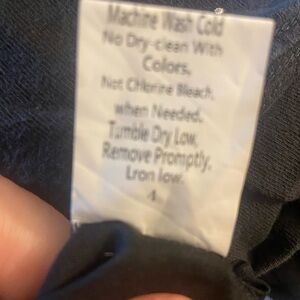 Machine Wash Cold
No Dry-clean With
Colors.
Not Chlorine Bleach,
when Needed.
Tumble Dry Low,
Remove Promptly.
Lron low.
4